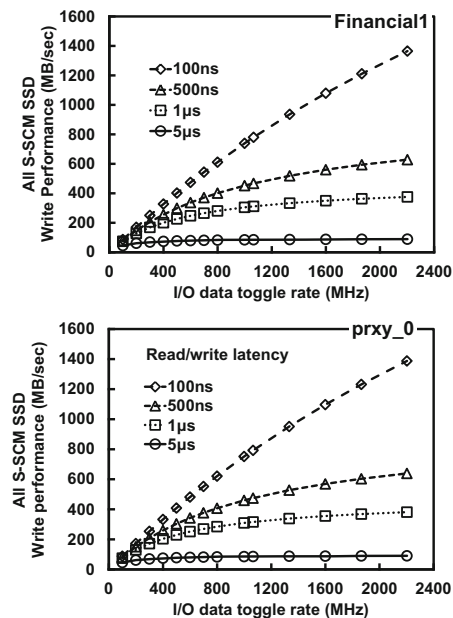 Financial1
All S-SCM SSD
Write Performance (MB/sec)
1600
1400
1200
1000
800
600
400
200
0
100ns
500ns
1µs
5µs
0 400 800 1200 1600 2000 2400
I/O data toggle rate (MHz)
prxy_0
All S-SCM SSD
Write performance (MB/sec)
1600
1400
1200
1000
800
600
400
200
0
Read/write latency
100ns
500ns
1µs
5µs
0 400 800 1200 1600 2000 2400
I/O data toggle rate (MHz)